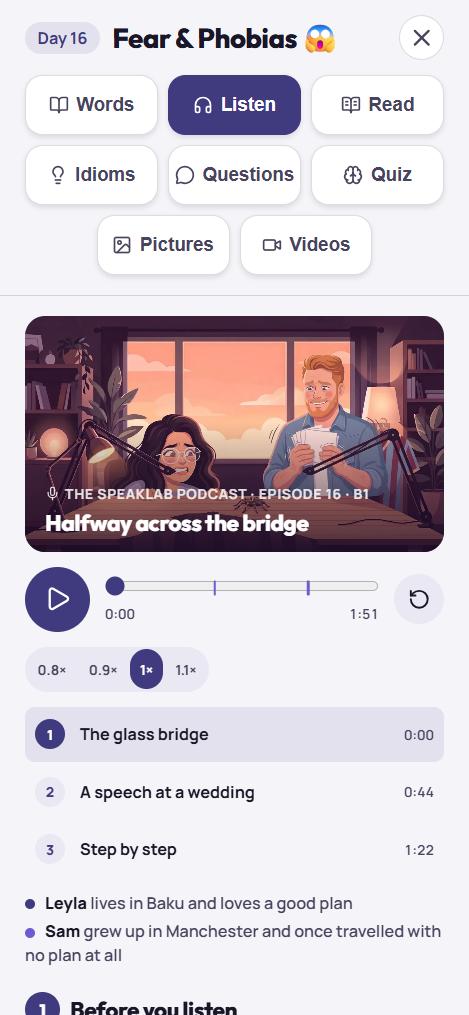 Day 16
Fear & Phobias 😱
Words
Listen
Read
Idioms
Questions
Quiz
Pictures
Videos
THE SPEAKLAB PODCAST · EPISODE 16 · B1
Halfway across the bridge
0:00
1:51
0.8×
0.9×
1×
1.1×
1 The glass bridge 0:00
2 A speech at a wedding 0:44
3 Step by step 1:22
Leyla lives in Baku and loves a good plan
Sam grew up in Manchester and once travelled with
no plan at all
1 Before you listen